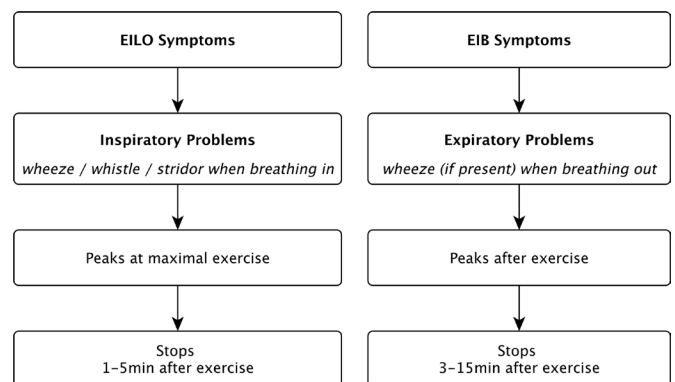 EILO Symptoms
Inspiratory Problems
wheeze / whistle / stridor when breathing in
Peaks at maximal exercise
Stops
1-5min after exercise
EIB Symptoms
Expiratory Problems
wheeze (if present) when breathing out
Peaks after exercise
Stops
3-15min after exercise